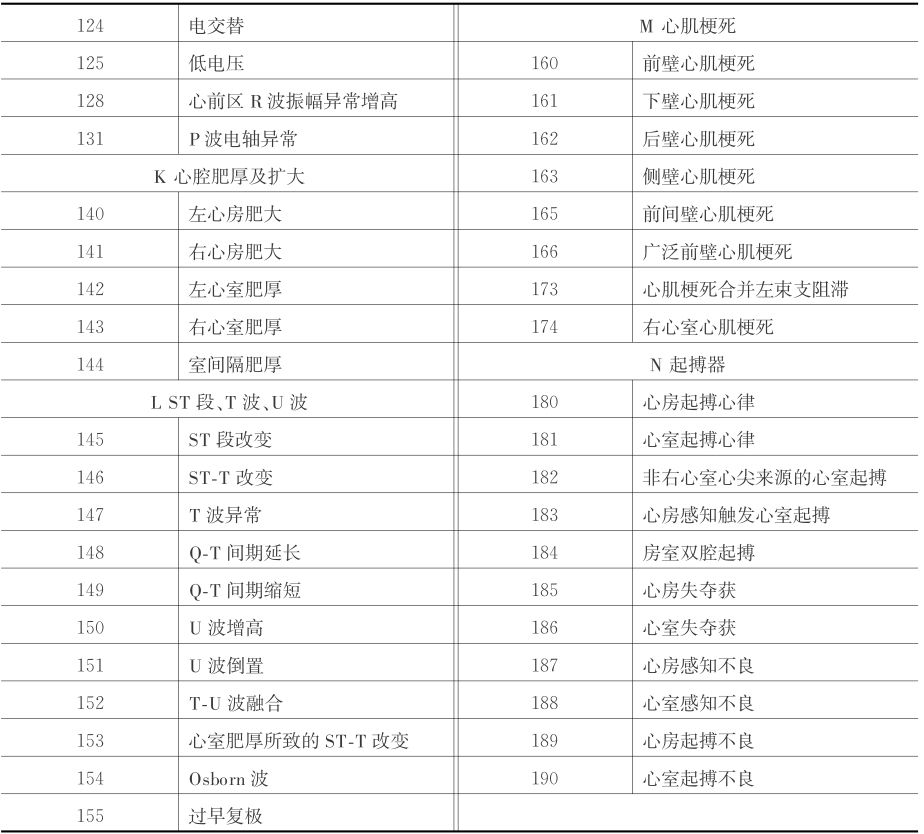 124 电交替
125 低电压
128 心前区 R 波振幅异常增高
131 P 波电轴异常
K 心腔肥厚及扩大
140 左心房肥大
141 右心房肥大
142 左心室肥厚
143 右心室肥厚
144 室间隔肥厚
L ST 段、T 波、U 波
145 ST 段改变
146 ST-T 改变
147 T 波异常
148 Q-T 间期延长
149 Q-T 间期缩短
150 U 波增高
151 U 波倒置
152 T-U 波融合
153 心室肥厚所致的 ST-T 改变
154 Osborn 波
155 过早复极
M 心肌梗死
160 前壁心肌梗死
161 下壁心肌梗死
162 后壁心肌梗死
163 侧壁心肌梗死
165 前间壁心肌梗死
166 广泛前壁心肌梗死
173 心肌梗死合并左束支阻滞
174 右心室心肌梗死
N 起搏器
180 心房起搏心律
181 心室起搏心律
182 非右心室心尖来源的心室起搏
183 心房感知触发心室起搏
184 房室双腔起搏
185 心房失夺获
186 心室失夺获
187 心房感知不良
188 心室感知不良
189 心房起搏不良
190 心室起搏不良